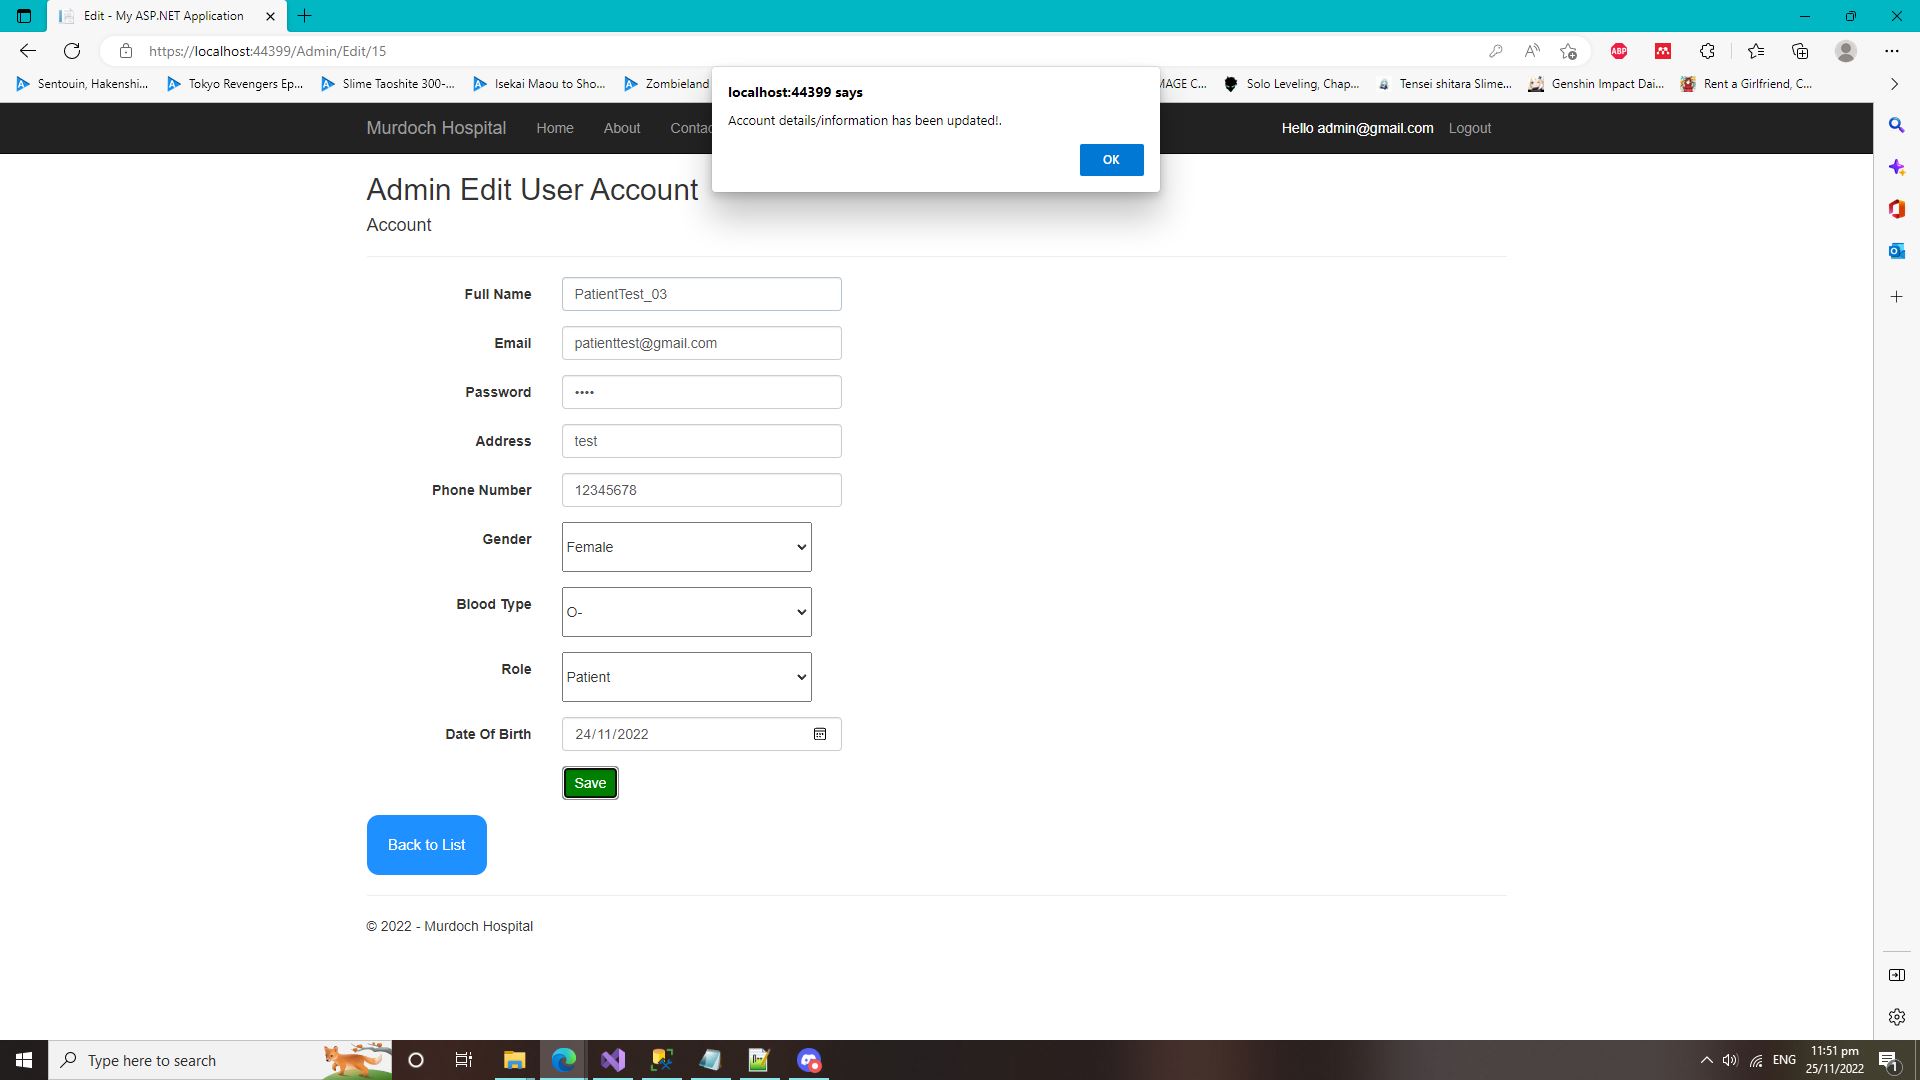 Edit - My ASP.NET Application
https://localhost:44399/Admin/Edit/15
ABP
Sentouin, Hakenshi...
Tokyo Revengers Ep...
Slime Taoshite 300-...
Isekai Maou to Sho...
Zombieland
MAGE C...
Solo Leveling, Chap...
Tensei shitara Slime...
Genshin Impact Dai...
Rent a Girlfriend, C...
localhost:44399 says
Account details/information has been updated!.
OK
Murdoch Hospital
Home
About
Contac
Hello admin@gmail.com
Logout
Admin Edit User Account
Account
Full Name
PatientTest_03
Email
patienttest@gmail.com
Password
••••
Address
test
Phone Number
12345678
Gender
Female
Blood Type
O-
Role
Patient
Date Of Birth
24/11/2022
Save
Back to List
© 2022 - Murdoch Hospital
Type here to search
ENG
11:51 pm
25/11/2022
1